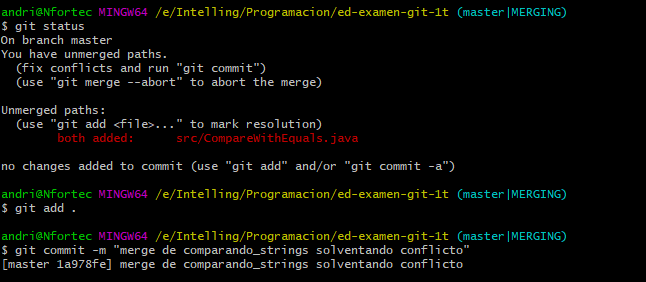 andri@Nfortec MINGW64 /e/Intelling/Programacion/ed-examen-git-1t (master|MERGING)
$ git status
On branch master
You have unmerged paths.
  (fix conflicts and run "git commit")
  (use "git merge --abort" to abort the merge)

Unmerged paths:
  (use "git add <file>..." to mark resolution)
        both added:      src/CompareWithEquals.java

no changes added to commit (use "git add" and/or "git commit -a")

andri@Nfortec MINGW64 /e/Intelling/Programacion/ed-examen-git-1t (master|MERGING)
$ git add .

andri@Nfortec MINGW64 /e/Intelling/Programacion/ed-examen-git-1t (master|MERGING)
$ git commit -m "merge de comparando_strings solventando conflicto"
[master 1a978fe] merge de comparando_strings solventando conflicto